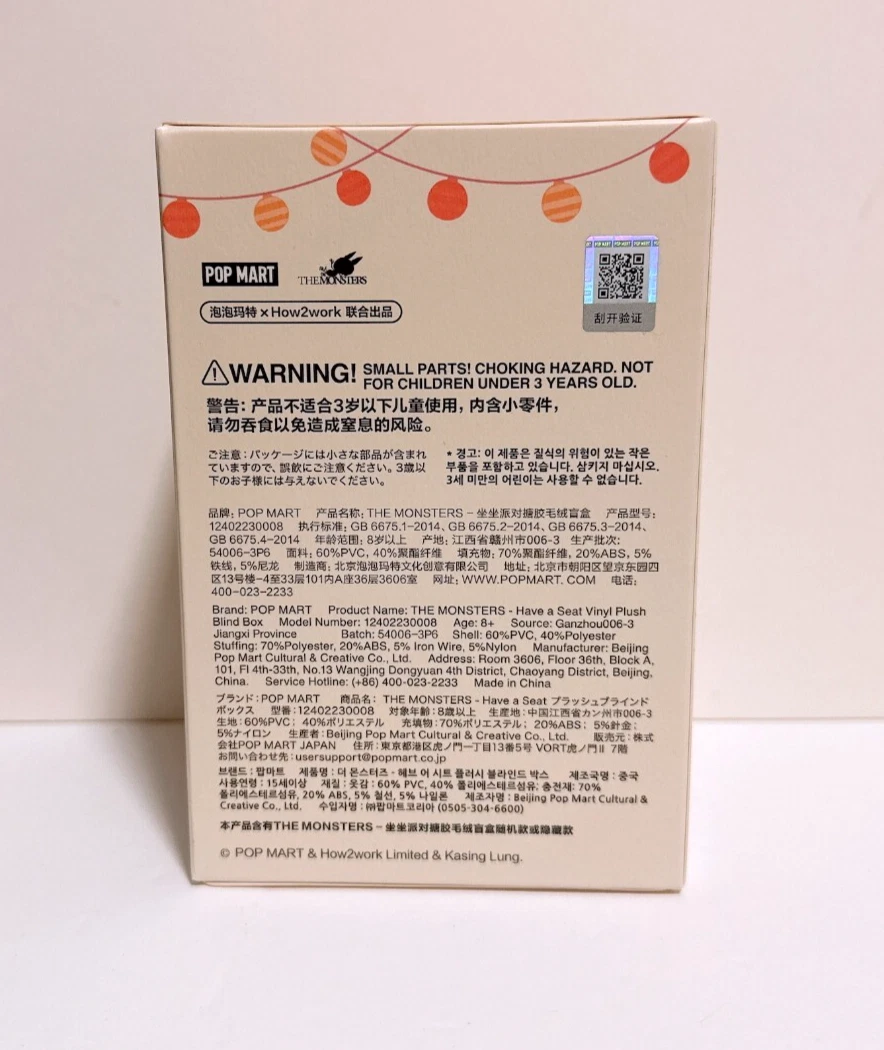 POP MART
THE MONSTERS
泡泡玛特×How2work 联合出品
POP MART POP MART POP MART
刮开验证
WARNING! SMALL PARTS! CHOKING HAZARD. NOT
FOR CHILDREN UNDER 3 YEARS OLD.
警告: 产品不适合3岁以下儿童使用，内含小零件，
请勿吞食以免造成窒息的风险。
ご注意：パッケージには小さな部品が含まれ
ていますので、誤飲にご注意ください。3歳以
下のお子様には与えないでください。
* 경고: 이 제품은 질식의 위험이 있는 작은
부품을 포함하고 있습니다. 삼키지 마십시오.
3세 미만의 어린이는 사용할 수 없습니다.
品牌: POP MART 产品名称: THE MONSTERS – 坐坐派对搪胶毛绒盲盒 产品型号:
12402230008 执行标准: GB 6675.1–2014、GB 6675.2–2014、GB 6675.3–2014、
GB 6675.4–2014 年龄范围: 8岁以上 产地: 江西省赣州市006-3 生产批次:
54006-3P6 面料: 60%PVC, 40%聚酯纤维 填充物: 70%聚酯纤维, 20%ABS, 5%
铁线, 5%尼龙 制造商: 北京泡泡玛特文化创意有限公司 地址: 北京市朝阳区望京东园四
区13号楼-4至33层101内A座36层3606室 网址: WWW.POPMART. COM 电话:
400-023-2233
Brand: POP MART Product Name: THE MONSTERS - Have a Seat Vinyl Plush
Blind Box Model Number: 12402230008 Age: 8+ Source: Ganzhou006-3
Jiangxi Province Batch: 54006-3P6 Shell: 60%PVC, 40%Polyester
Stuffing: 70%Polyester, 20%ABS, 5% Iron Wire, 5%Nylon Manufacturer: Beijing
Pop Mart Cultural & Creative Co., Ltd. Address: Room 3606, Floor 36th, Block A,
101, Fl 4th-33th, No.13 Wangjing Dongyuan 4th District, Chaoyang District, Beijing,
China. Service Hotline: (+86) 400-023-2233 Made in China
ブランド：POP MART 商品名： THE MONSTERS - Have a Seat プラッシュブラインド
ボックス 型番：12402230008 対象年齢：8歳以上 生産地：中国江西省カン州市006-3
生地：60%PVC；40%ポリエステル 充填物：70%ポリエステル；20%ABS；5%針金；
5%ナイロン 生産者：Beijing Pop Mart Cultural & Creative Co., Ltd. 販売元：株式
会社POP MART JAPAN 住所：東京都港区虎ノ門一丁目13番5号 VORT虎ノ門Ⅱ 7階
お問い合わせ先：usersupport@popmart.co.jp
브랜드 : 팝마트 제품명 : 더 몬스터즈 - 헤브 어 시트 플러시 블라인드 박스 제조국명 : 중국
사용연령 : 15세이상 재질 : 옷감 : 60% PVC, 40% 폴리에스테르섬유; 충전재: 70%
폴리에스테르섬유, 20% ABS, 5% 철선, 5% 나일론 제조자명 : Beijing Pop Mart Cultural &
Creative Co., Ltd. 수입자명 : ㈜팝마트코리아 (0505-304-6600)
本产品含有THE MONSTERS – 坐坐派对搪胶毛绒盲盒随机款或隐藏款
© POP MART & How2work Limited & Kasing Lung.